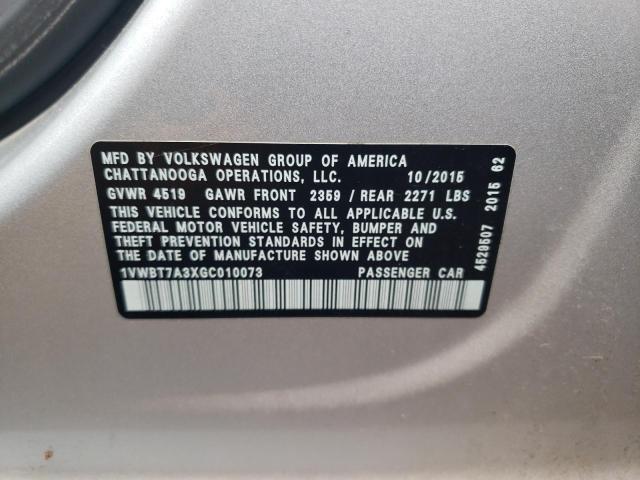 MFD BY VOLKSWAGEN GROUP OF AMERICA
CHATTANOOGA OPERATIONS, LLC. 10/2015
GVWR 4519 GAWR FRONT 2359 / REAR 2271 LBS
THIS VEHICLE CONFORMS TO ALL APPLICABLE U.S.
FEDERAL MOTOR VEHICLE SAFETY, BUMPER AND
THEFT PREVENTION STANDARDS IN EFFECT ON
THE DATE OF MANUFACTURE SHOWN ABOVE
1VWBT7A3XGC010073 PASSENGER CAR
4529507 2015 62